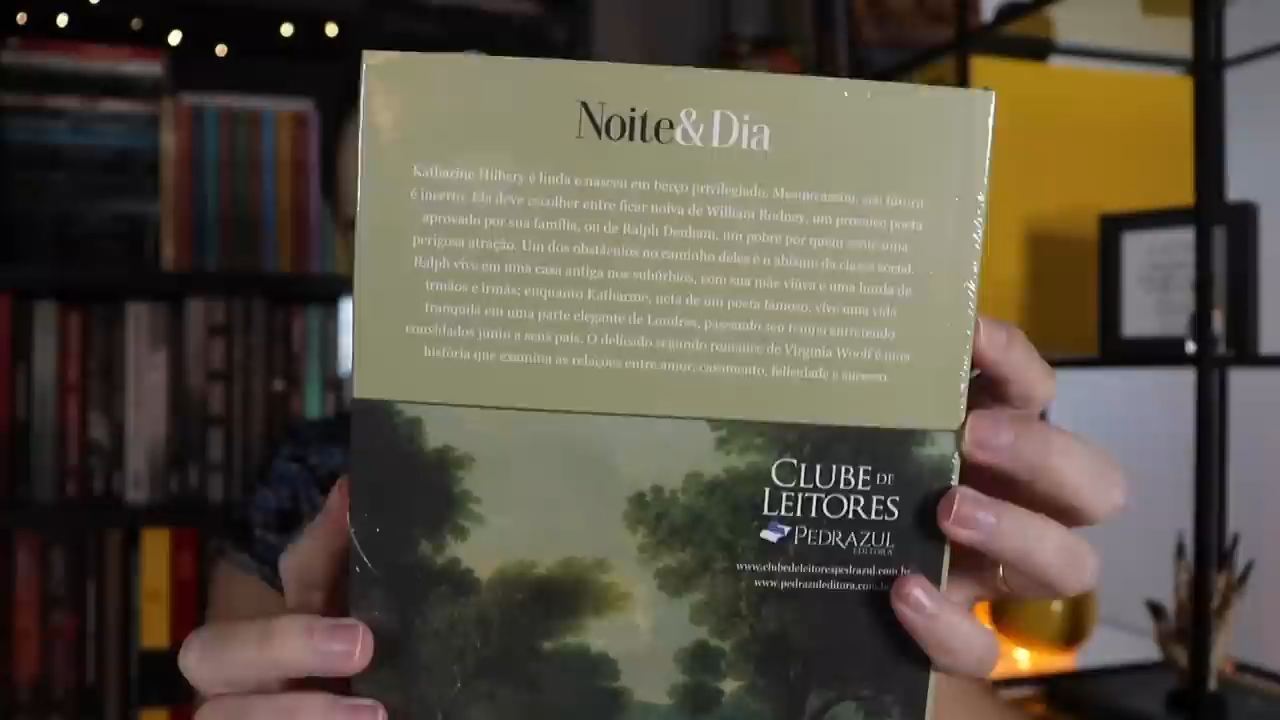 Noite&Dia
Katharine Hilbery é linda e nasceu em berço privilegiado. Mesmo assim, seu futuro
é incerto. Ela deve escolher entre ficar noiva de William Rodney, um precioso poeta
aprovado por sua família, ou de Ralph Denham, um pobre por quem sente uma
perigosa atração. Um dos obstáculos no caminho deles é o abismo da classe social.
Ralph vive em uma casa antiga nos subúrbios, com sua mãe viúva e uma horda de
irmãos e irmãs; enquanto Katharine, neta de um poeta famoso, vive uma vida
tranquila em uma parte elegante de Londres, passando seu tempo entretendo
convidados junto a seus pais. O delicado segundo romance de Virginia Woolf é uma
história que examina as relações entre amor, casamento, felicidade e sucesso.
CLUBE DE
LEITORES
PEDRAZUL
EDITORA
www.clubedeleitorespedrazul.com.br
www.pedrazuleditora.com.b